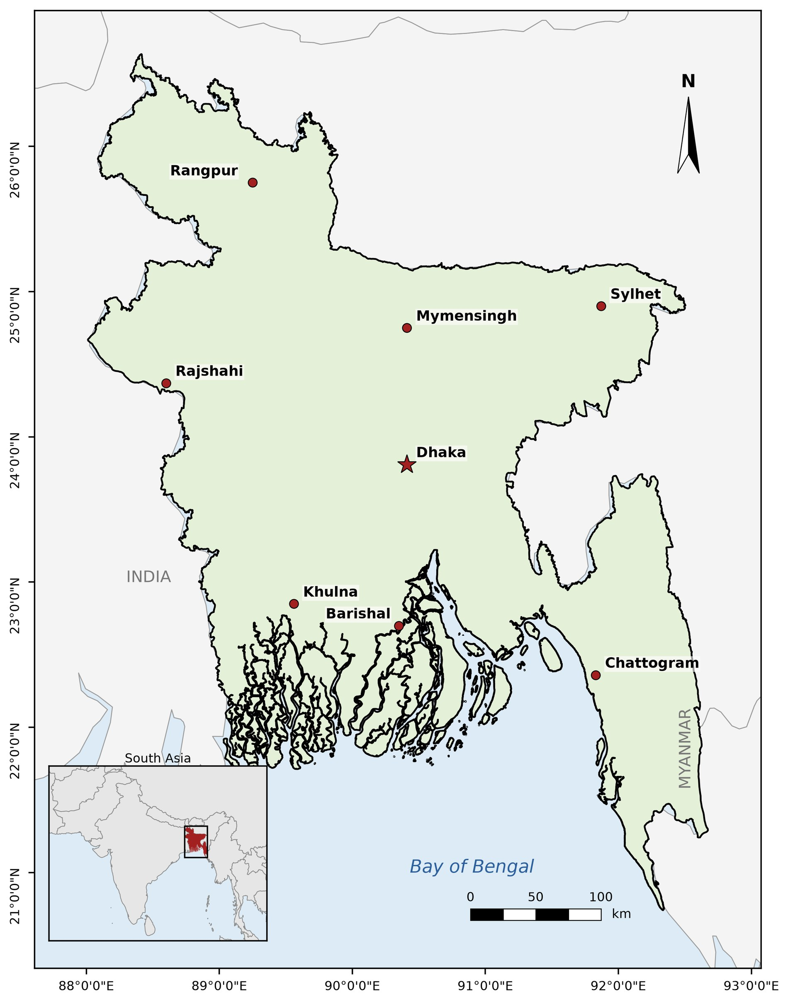 N
26°0'0"N
Rangpur
25°0'0"N
Sylhet
Mymensingh
Rajshahi
24°0'0"N
Dhaka
INDIA
23°0'0"N
Khulna
Barishal
Chattogram
22°0'0"N
MYANMAR
South Asia
21°0'0"N
Bay of Bengal
0 50 100
km
88°0'0"E 89°0'0"E 90°0'0"E 91°0'0"E 92°0'0"E 93°0'0"E